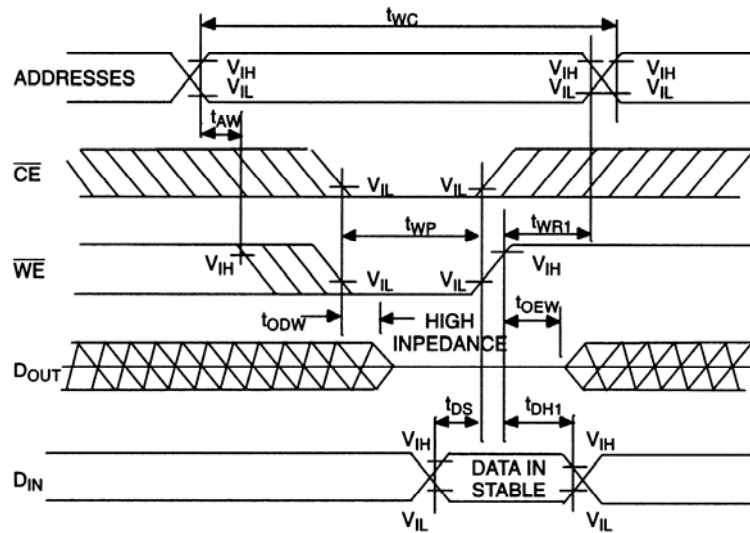 tWC
ADDRESSES
VIH VIH VIH
VIL VIL VIL
tAW
CE
VIL VIL
tWP tWR1
WE
VIH VIH
VIL VIL
tODW HIGH tOEW
INPEDANCE
DOUT
tDS tDH1
VIH VIH
DIN
DATA IN
STABLE
VIL VIL